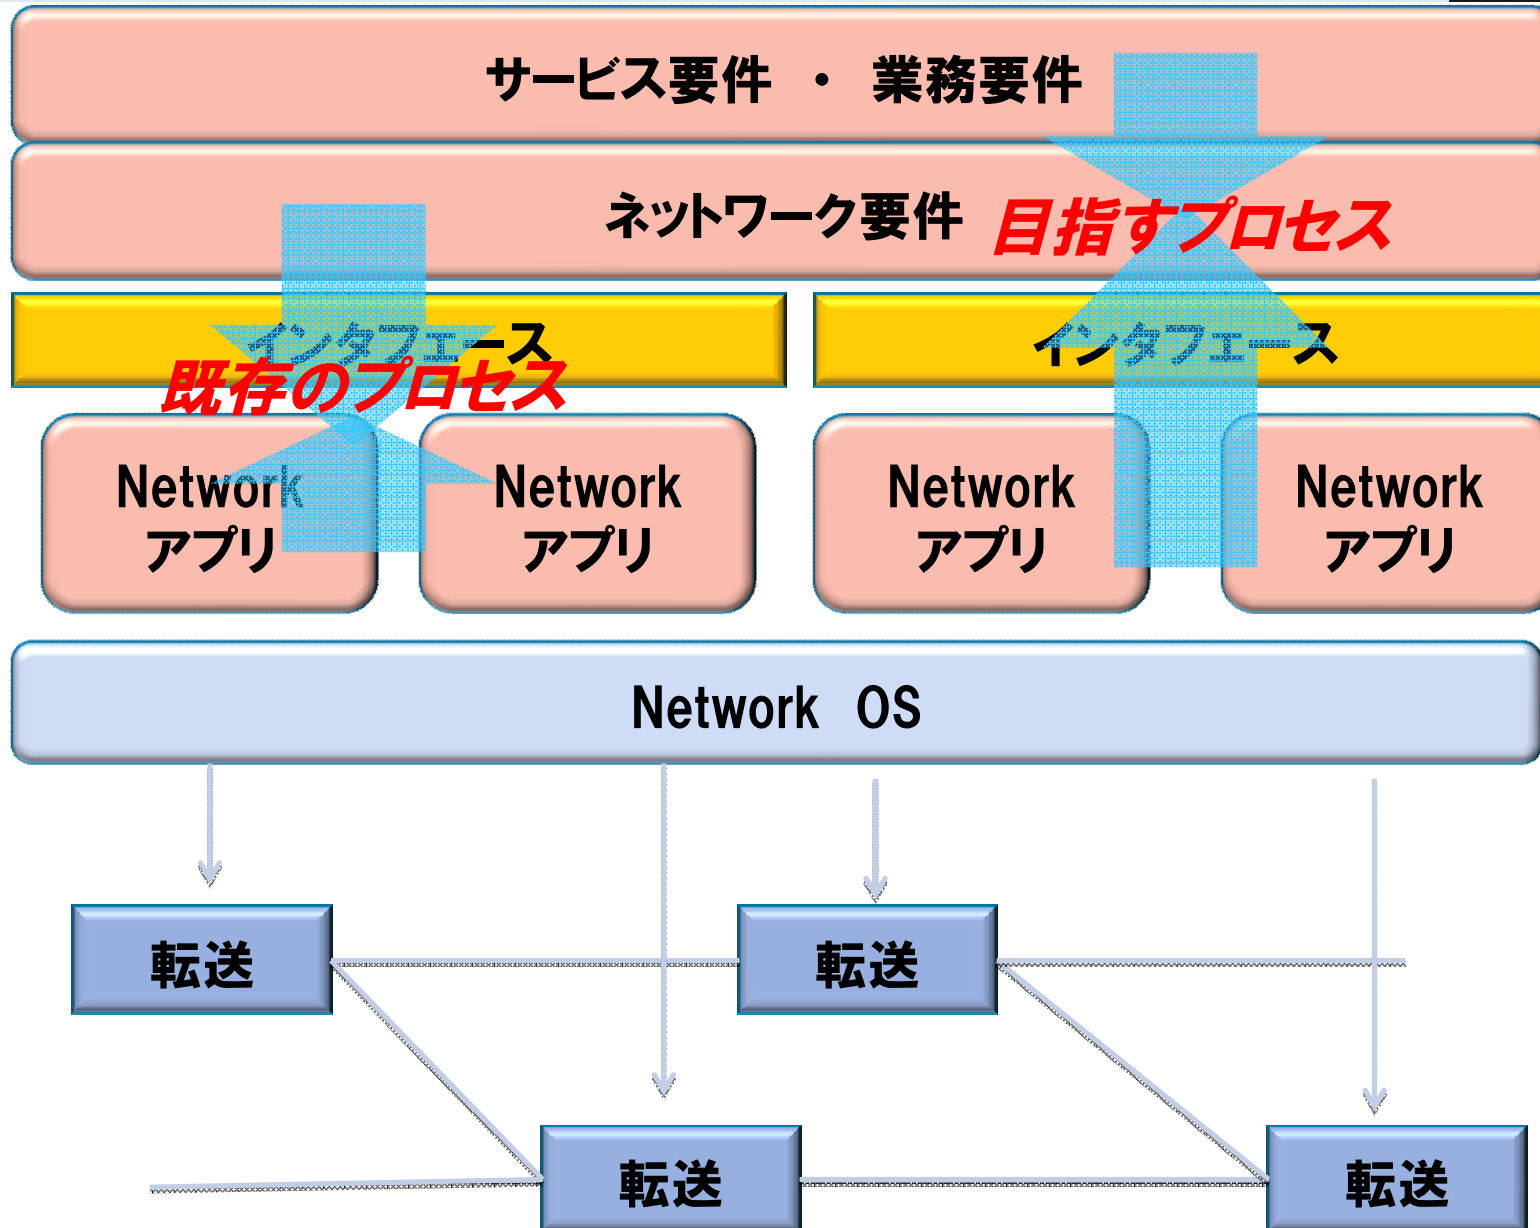 サービス要件 ・ 業務要件
ネットワーク要件
目指すプロセス
インタフェース
インタフェース
既存のプロセス
Network
アプリ
Network
アプリ
Network
アプリ
Network
アプリ
Network OS
転送
転送
転送
転送